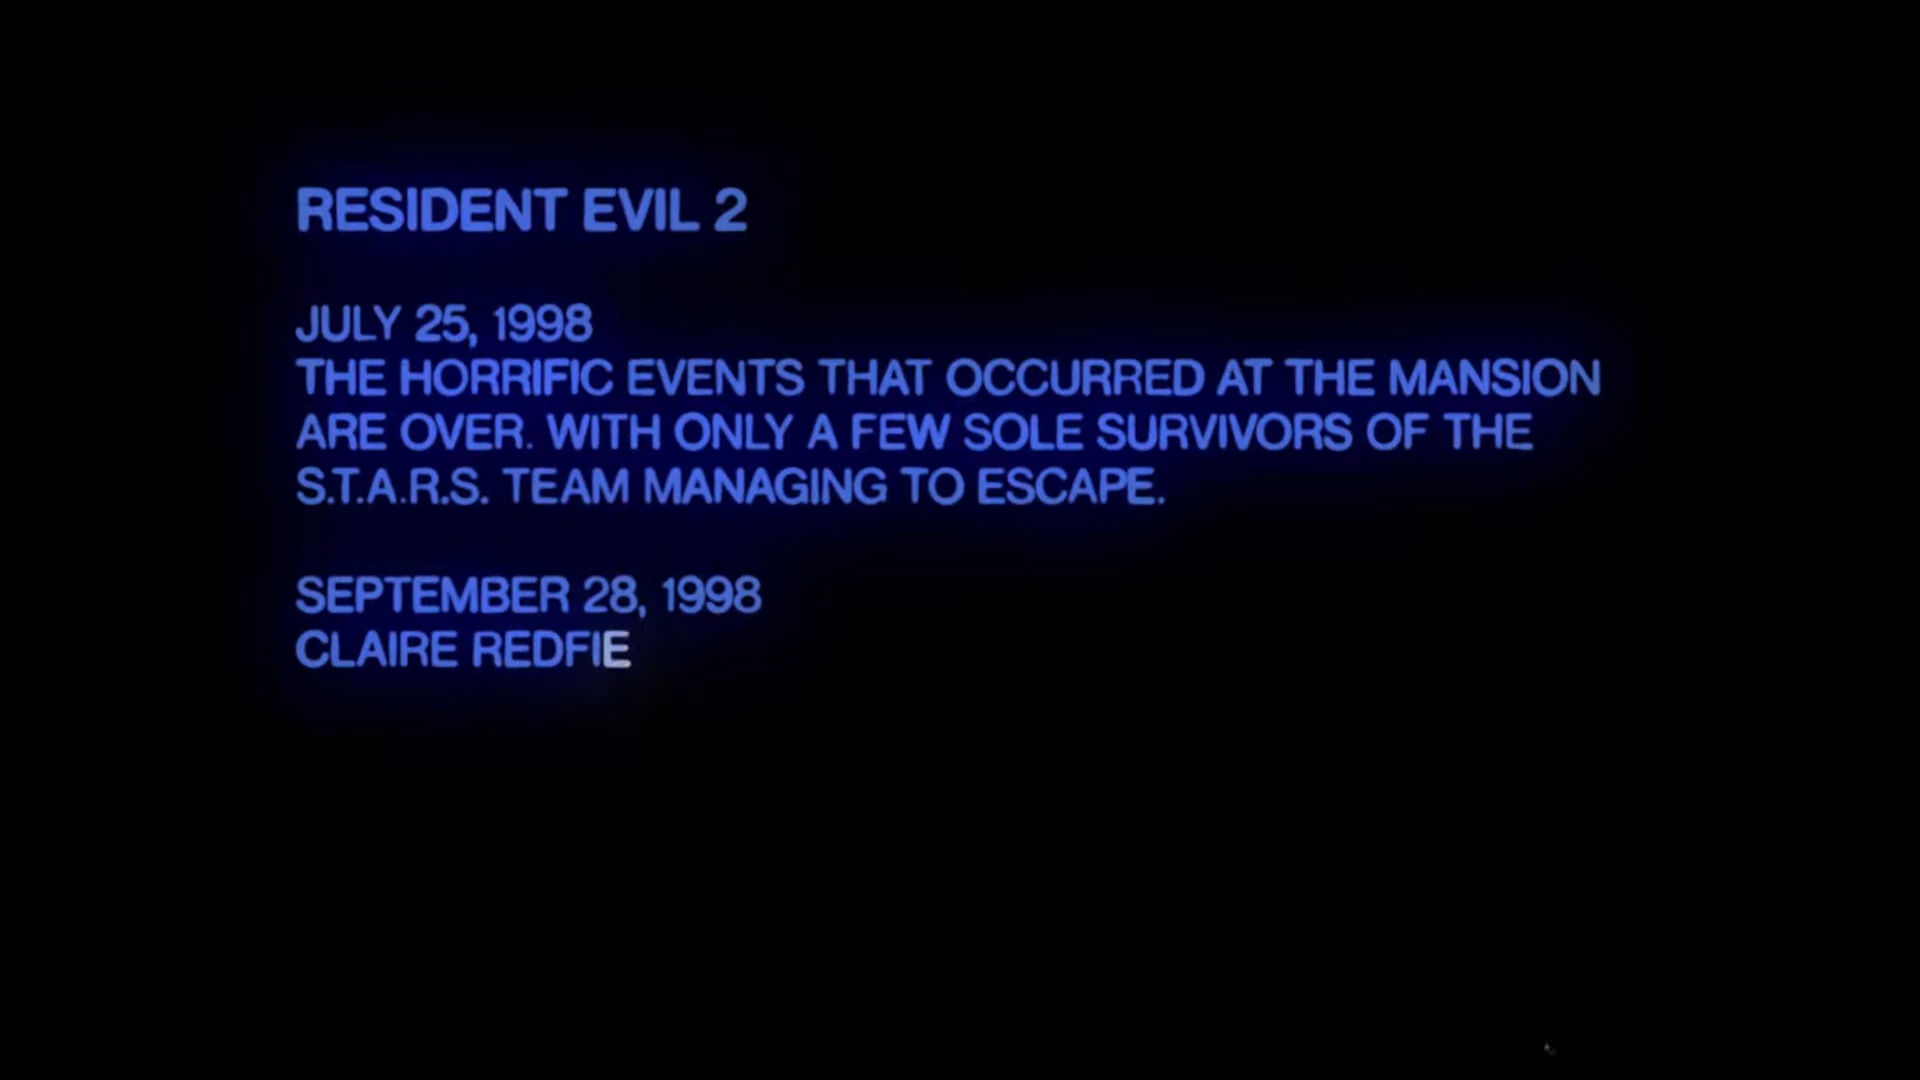 RESIDENT EVIL 2
JULY 25, 1998
THE HORRIFIC EVENTS THAT OCCURRED AT THE MANSION
ARE OVER. WITH ONLY A FEW SOLE SURVIVORS OF THE
S.T.A.R.S. TEAM MANAGING TO ESCAPE.
SEPTEMBER 28, 1998
CLAIRE REDFIE